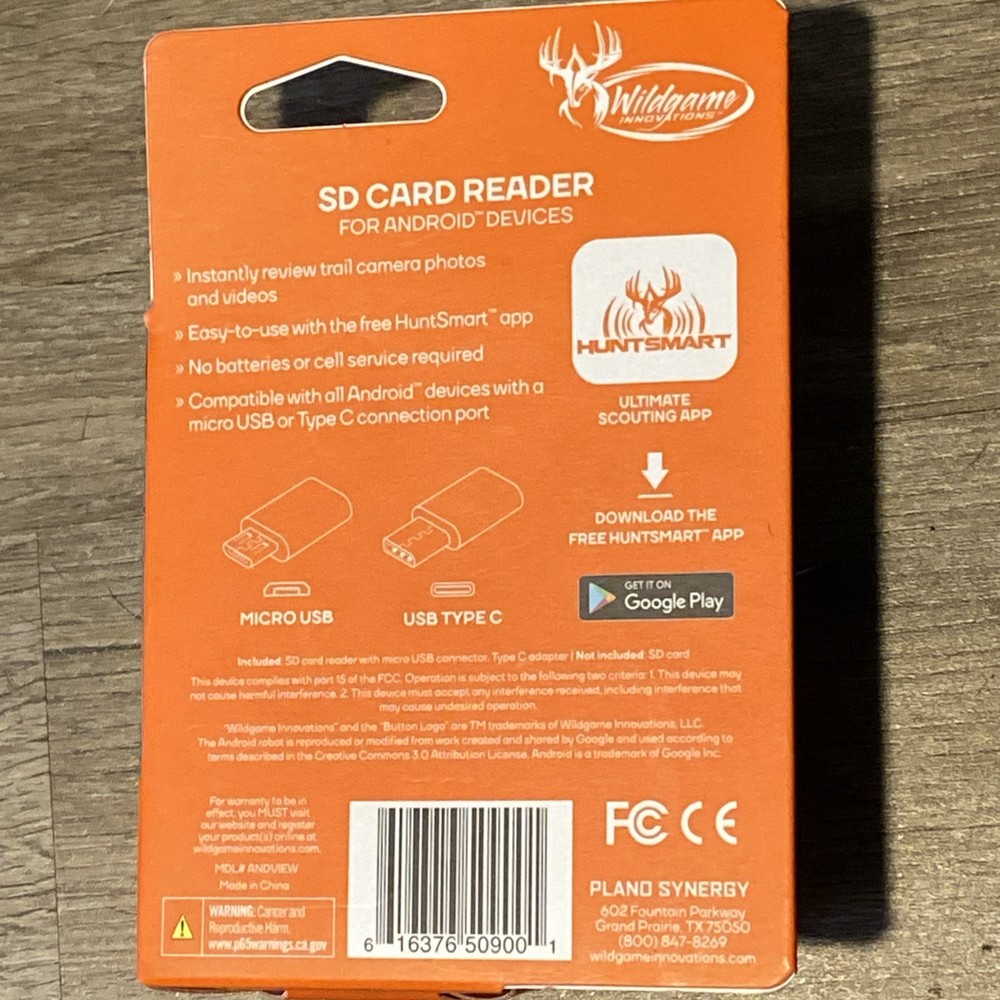 Wildgame
INNOVATIONS™
SD CARD READER
FOR ANDROID™ DEVICES
» Instantly review trail camera photos
and videos
» Easy-to-use with the free HuntSmart™ app
» No batteries or cell service required
» Compatible with all Android™ devices with a
micro USB or Type C connection port
HUNTSMART
ULTIMATE
SCOUTING APP
DOWNLOAD THE
FREE HUNTSMART™ APP
GET IT ON
Google Play
MICRO USB
USB TYPE C
Included: SD card reader with micro USB connector, Type C adapter | Not included: SD card
This device complies with part 15 of the FCC. Operation is subject to the following two criteria: 1. This device may
not cause harmful interference. 2. This device must accept any interference received, including interference that
may cause undesired operation.
"Wildgame Innovations" and the "Button Logo" are TM trademarks of Wildgame Innovations, LLC.
The Android robot is reproduced or modified from work created and shared by Google and used according to
terms described in the Creative Commons 3.0 Attribution License. Android is a trademark of Google Inc.
For warranty to be in
effect, you MUST visit
our website and register
your product(s) online at
wildgameinnovations.com.
MDL# ANDVIEW
Made in China
WARNING: Cancer and
Reproductive Harm.
www.p65warnings.ca.gov
6 16376 50900 1
FC CE
PLANO SYNERGY
602 Fountain Parkway
Grand Prairie, TX 75050
(800) 847-8269
wildgameinnovations.com